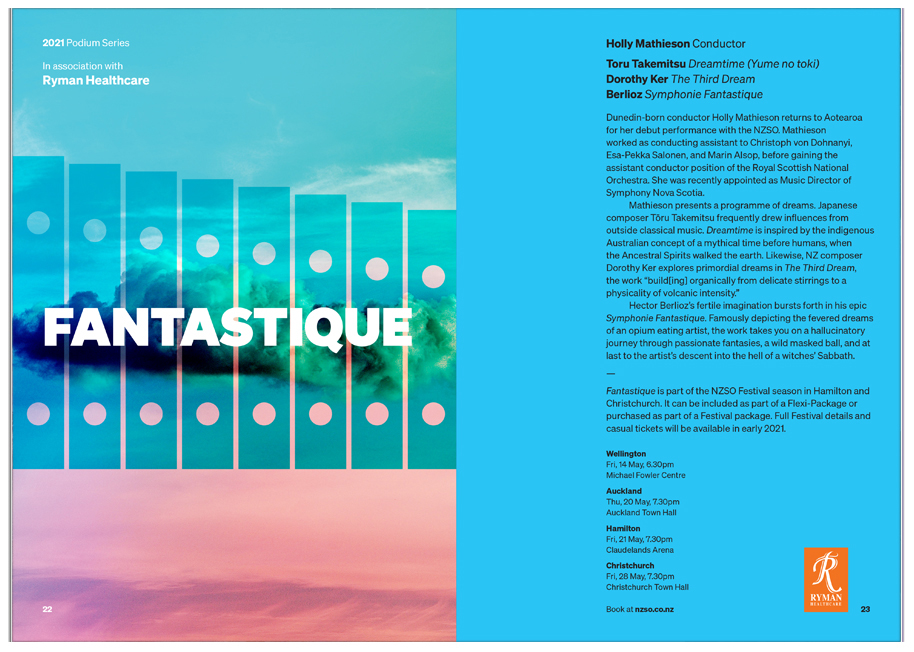 2021 Podium Series
In association with
Ryman Healthcare
FANTASTIQUE
22
Holly Mathieson Conductor
Toru Takemitsu Dreamtime (Yume no toki)
Dorothy Ker The Third Dream
Berlioz Symphonie Fantastique
Dunedin-born conductor Holly Mathieson returns to Aotearoa
for her debut performance with the NZSO. Mathieson
worked as conducting assistant to Christoph von Dohnanyi,
Esa-Pekka Salonen, and Marin Alsop, before gaining the
assistant conductor position of the Royal Scottish National
Orchestra. She was recently appointed as Music Director of
Symphony Nova Scotia.
Mathieson presents a programme of dreams. Japanese
composer Tōru Takemitsu frequently drew influences from
outside classical music. Dreamtime is inspired by the indigenous
Australian concept of a mythical time before humans, when
the Ancestral Spirits walked the earth. Likewise, NZ composer
Dorothy Ker explores primordial dreams in The Third Dream,
the work “build[ing] organically from delicate stirrings to a
physicality of volcanic intensity.”
Hector Berlioz’s fertile imagination bursts forth in his epic
Symphonie Fantastique. Famously depicting the fevered dreams
of an opium eating artist, the work takes you on a hallucinatory
journey through passionate fantasies, a wild masked ball, and at
last to the artist’s descent into the hell of a witches’ Sabbath.
—
Fantastique is part of the NZSO Festival season in Hamilton and
Christchurch. It can be included as part of a Flexi-Package or
purchased as part of a Festival package. Full Festival details and
casual tickets will be available in early 2021.
Wellington
Fri, 14 May, 6.30pm
Michael Fowler Centre
Auckland
Thu, 20 May, 7.30pm
Auckland Town Hall
Hamilton
Fri, 21 May, 7.30pm
Claudelands Arena
Christchurch
Fri, 28 May, 7.30pm
Christchurch Town Hall
Book at nzso.co.nz
R
RYMAN
HEALTHCARE
23